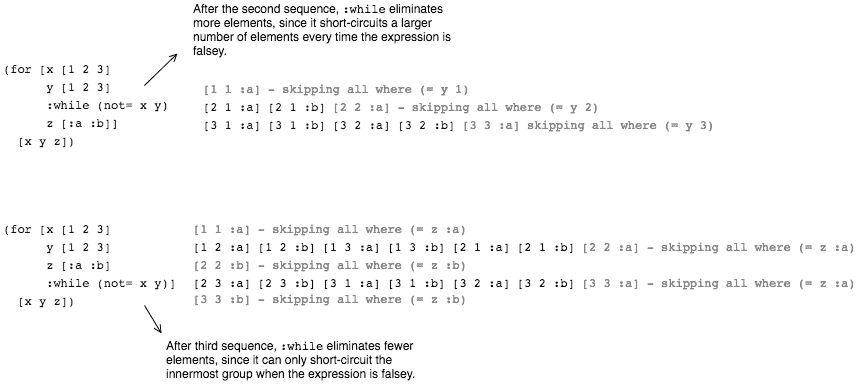 After the second sequence, :while eliminates
more elements, since it short-circuits a larger
number of elements every time the expression is
falsey.
(for [x [1 2 3]
y [1 2 3]
:while (not= x y)
z [:a :b]]
[x y z])
[1 1 :a] - skipping all where (= y 1)
[2 1 :a] [2 1 :b] [2 2 :a] - skipping all where (= y 2)
[3 1 :a] [3 1 :b] [3 2 :a] [3 2 :b] [3 3 :a] skipping all where (= y 3)
(for [x [1 2 3]
y [1 2 3]
z [:a :b]
:while (not= x y)]
[x y z])
[1 1 :a] - skipping all where (= z :a)
[1 2 :a] [1 2 :b] [1 3 :a] [1 3 :b] [2 1 :a] [2 1 :b] [2 2 :a] - skipping all where (= z :a)
[2 2 :b] - skipping all where (= z :b)
[2 3 :a] [2 3 :b] [3 1 :a] [3 1 :b] [3 2 :a] [3 2 :b] [3 3 :a] - skipping all where (= z :a)
[3 3 :b] - skipping all where (= z :b)
After third sequence, :while eliminates fewer
elements, since it can only short-circuit the
innermost group when the expression is falsey.